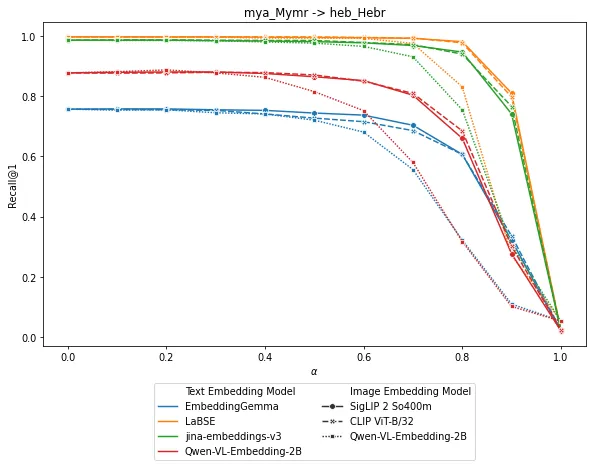 mya_Mymr -> heb_Hebr
1.0
0.8
0.6
0.4
0.2
0.0
Recall@1
0.0 0.2 0.4 0.6 0.8 1.0
α
Text Embedding Model
EmbeddingGemma
LaBSE
jina-embeddings-v3
Qwen-VL-Embedding-2B
Image Embedding Model
SigLIP 2 So400m
CLIP ViT-B/32
Qwen-VL-Embedding-2B